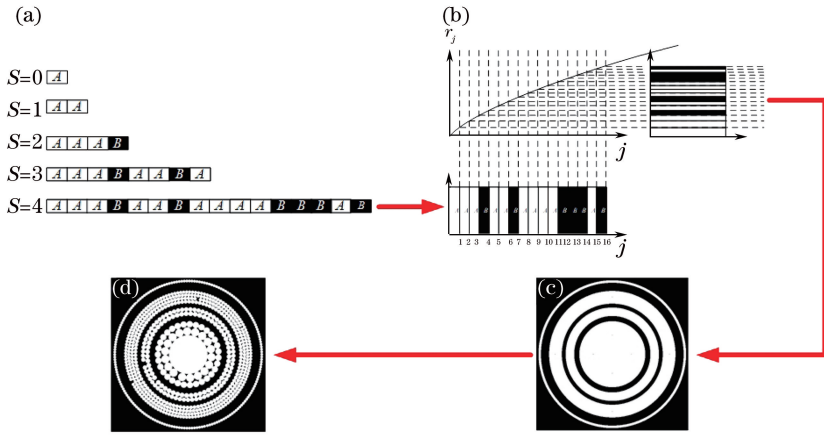 (a)
S=0 A
S=1 A A
S=2 A A A B
S=3 A A A B A A B A
S=4 A A A B A A B A A A A B B B A B
(b)
r_j
j
1 2 3 4 5 6 7 8 9 10 11 12 13 14 15 16
j
(d)
(c)